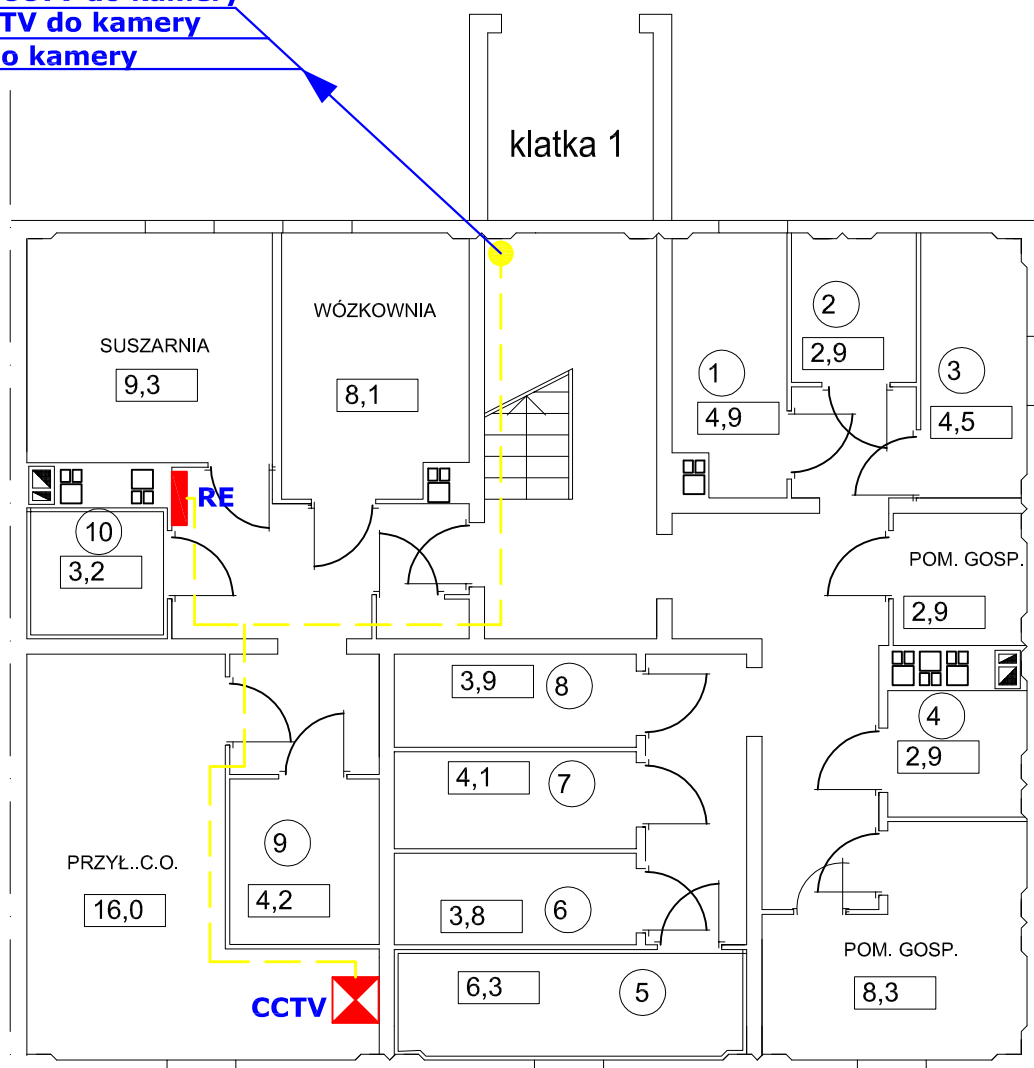 TV do kamery
o kamery
klatka 1
WÓZKOWNIA
8,1
SUSZARNIA
9,3
2
2,9
1
4,9
3
4,5
RE
10
3,2
POM. GOSP.
2,9
8
3,9
4
2,9
7
4,1
9
4,2
PRZYŁ..C.O.
16,0
6
3,8
POM. GOSP.
8,3
5
6,3
CCTV